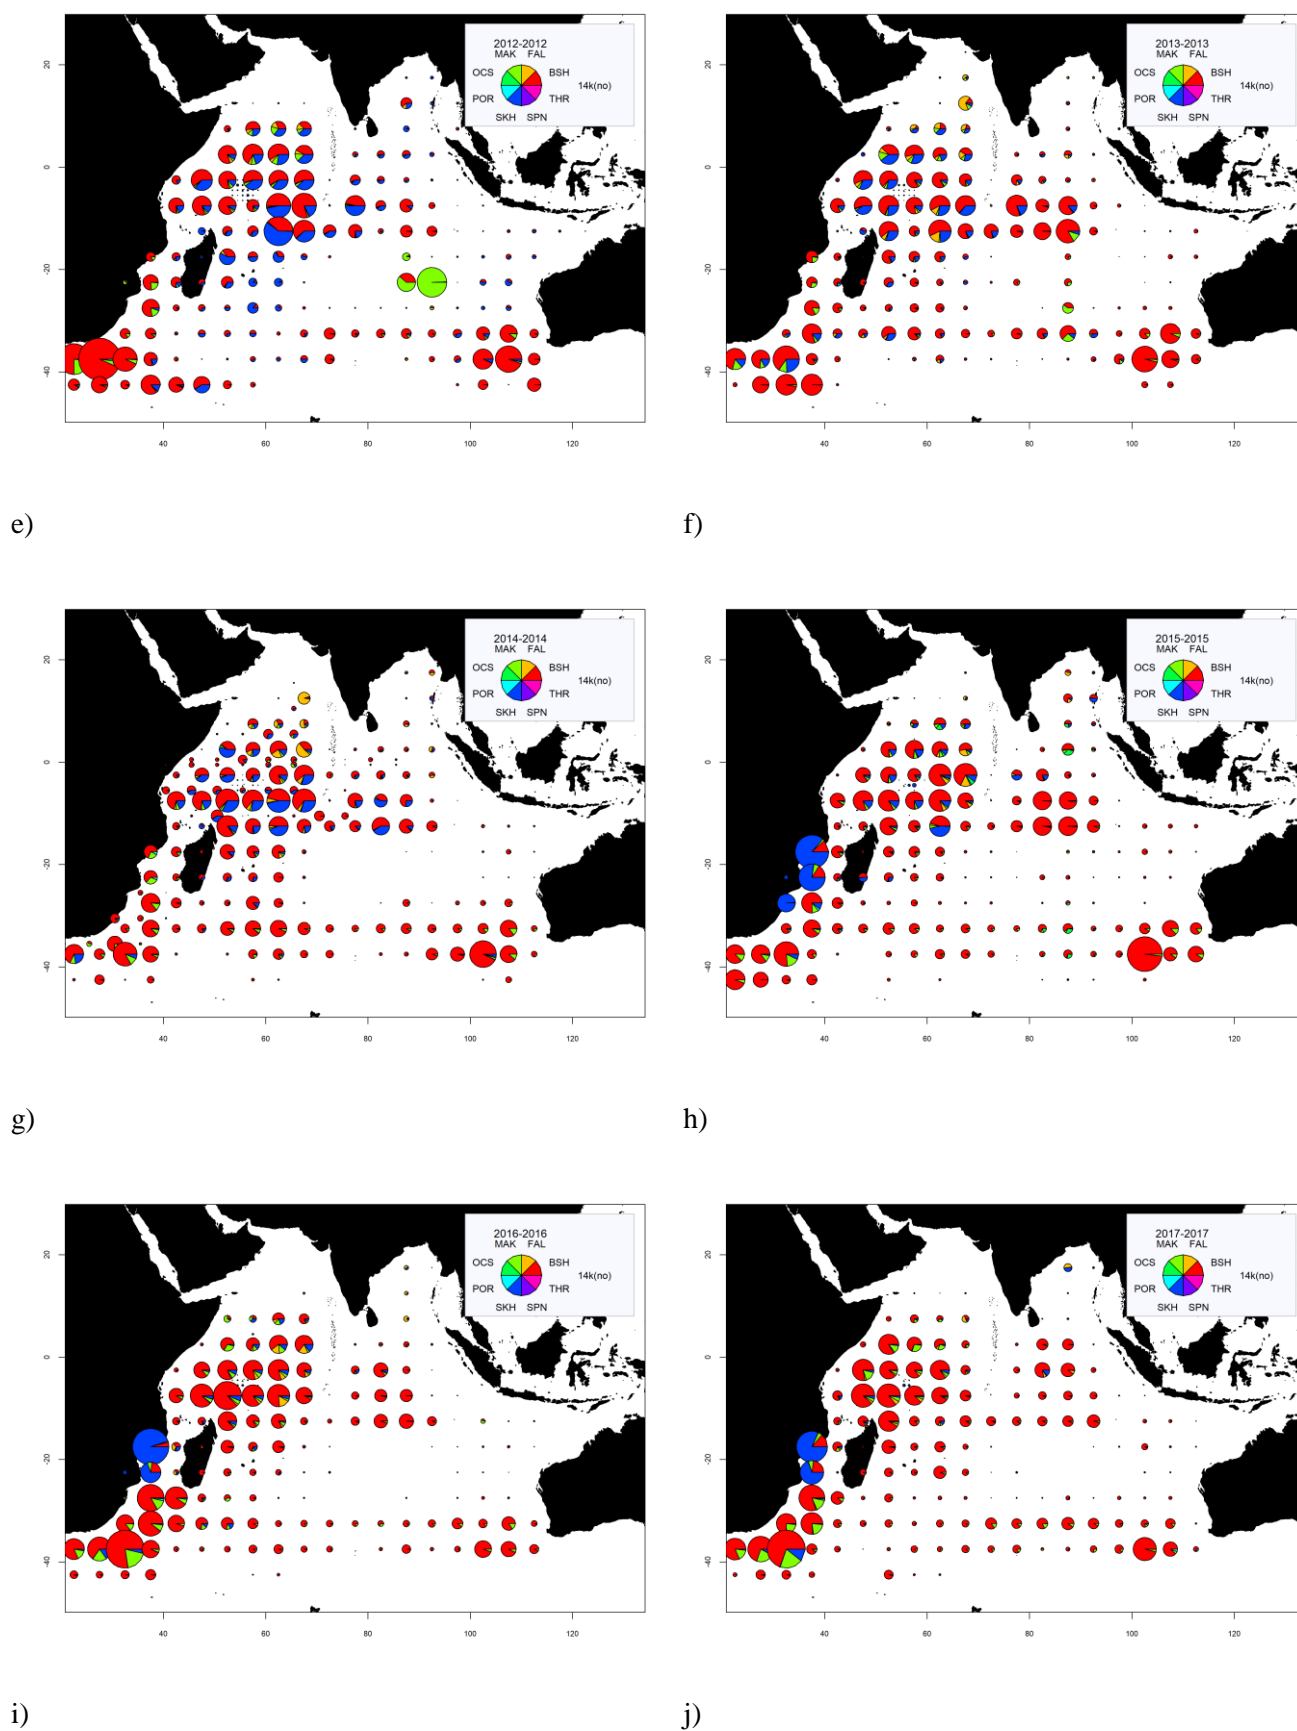 2012-2012
MAK FAL
OCS BSH
14k(no)
POR THR
SKH SPN
20
0
-20
-40
40 60 80 100 120
e)
2013-2013
MAK FAL
OCS BSH
14k(no)
POR THR
SKH SPN
20
0
-20
-40
40 60 80 100 120
f)
2014-2014
MAK FAL
OCS BSH
14k(no)
POR THR
SKH SPN
20
0
-20
-40
40 60 80 100 120
g)
2015-2015
MAK FAL
OCS BSH
14k(no)
POR THR
SKH SPN
20
0
-20
-40
40 60 80 100 120
h)
2016-2016
MAK FAL
OCS BSH
14k(no)
POR THR
SKH SPN
20
0
-20
-40
40 60 80 100 120
i)
2017-2017
MAK FAL
OCS BSH
14k(no)
POR THR
SKH SPN
20
0
-20
-40
40 60 80 100 120
j)